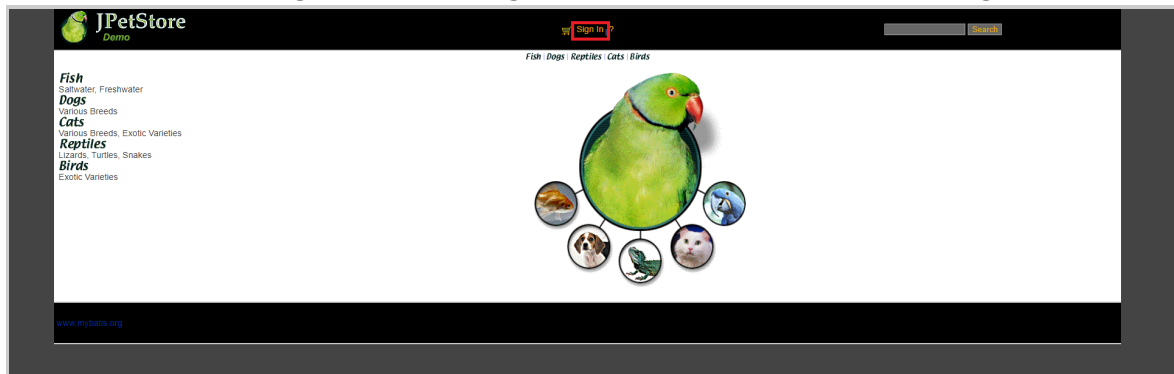 JPetStore
Demo
Sign In ?
Search
Fish | Dogs | Reptiles | Cats | Birds
Fish
Saltwater, Freshwater
Dogs
Various Breeds
Cats
Various Breeds, Exotic Varieties
Reptiles
Lizards, Turtles, Snakes
Birds
Exotic Varieties
www.mybatis.org